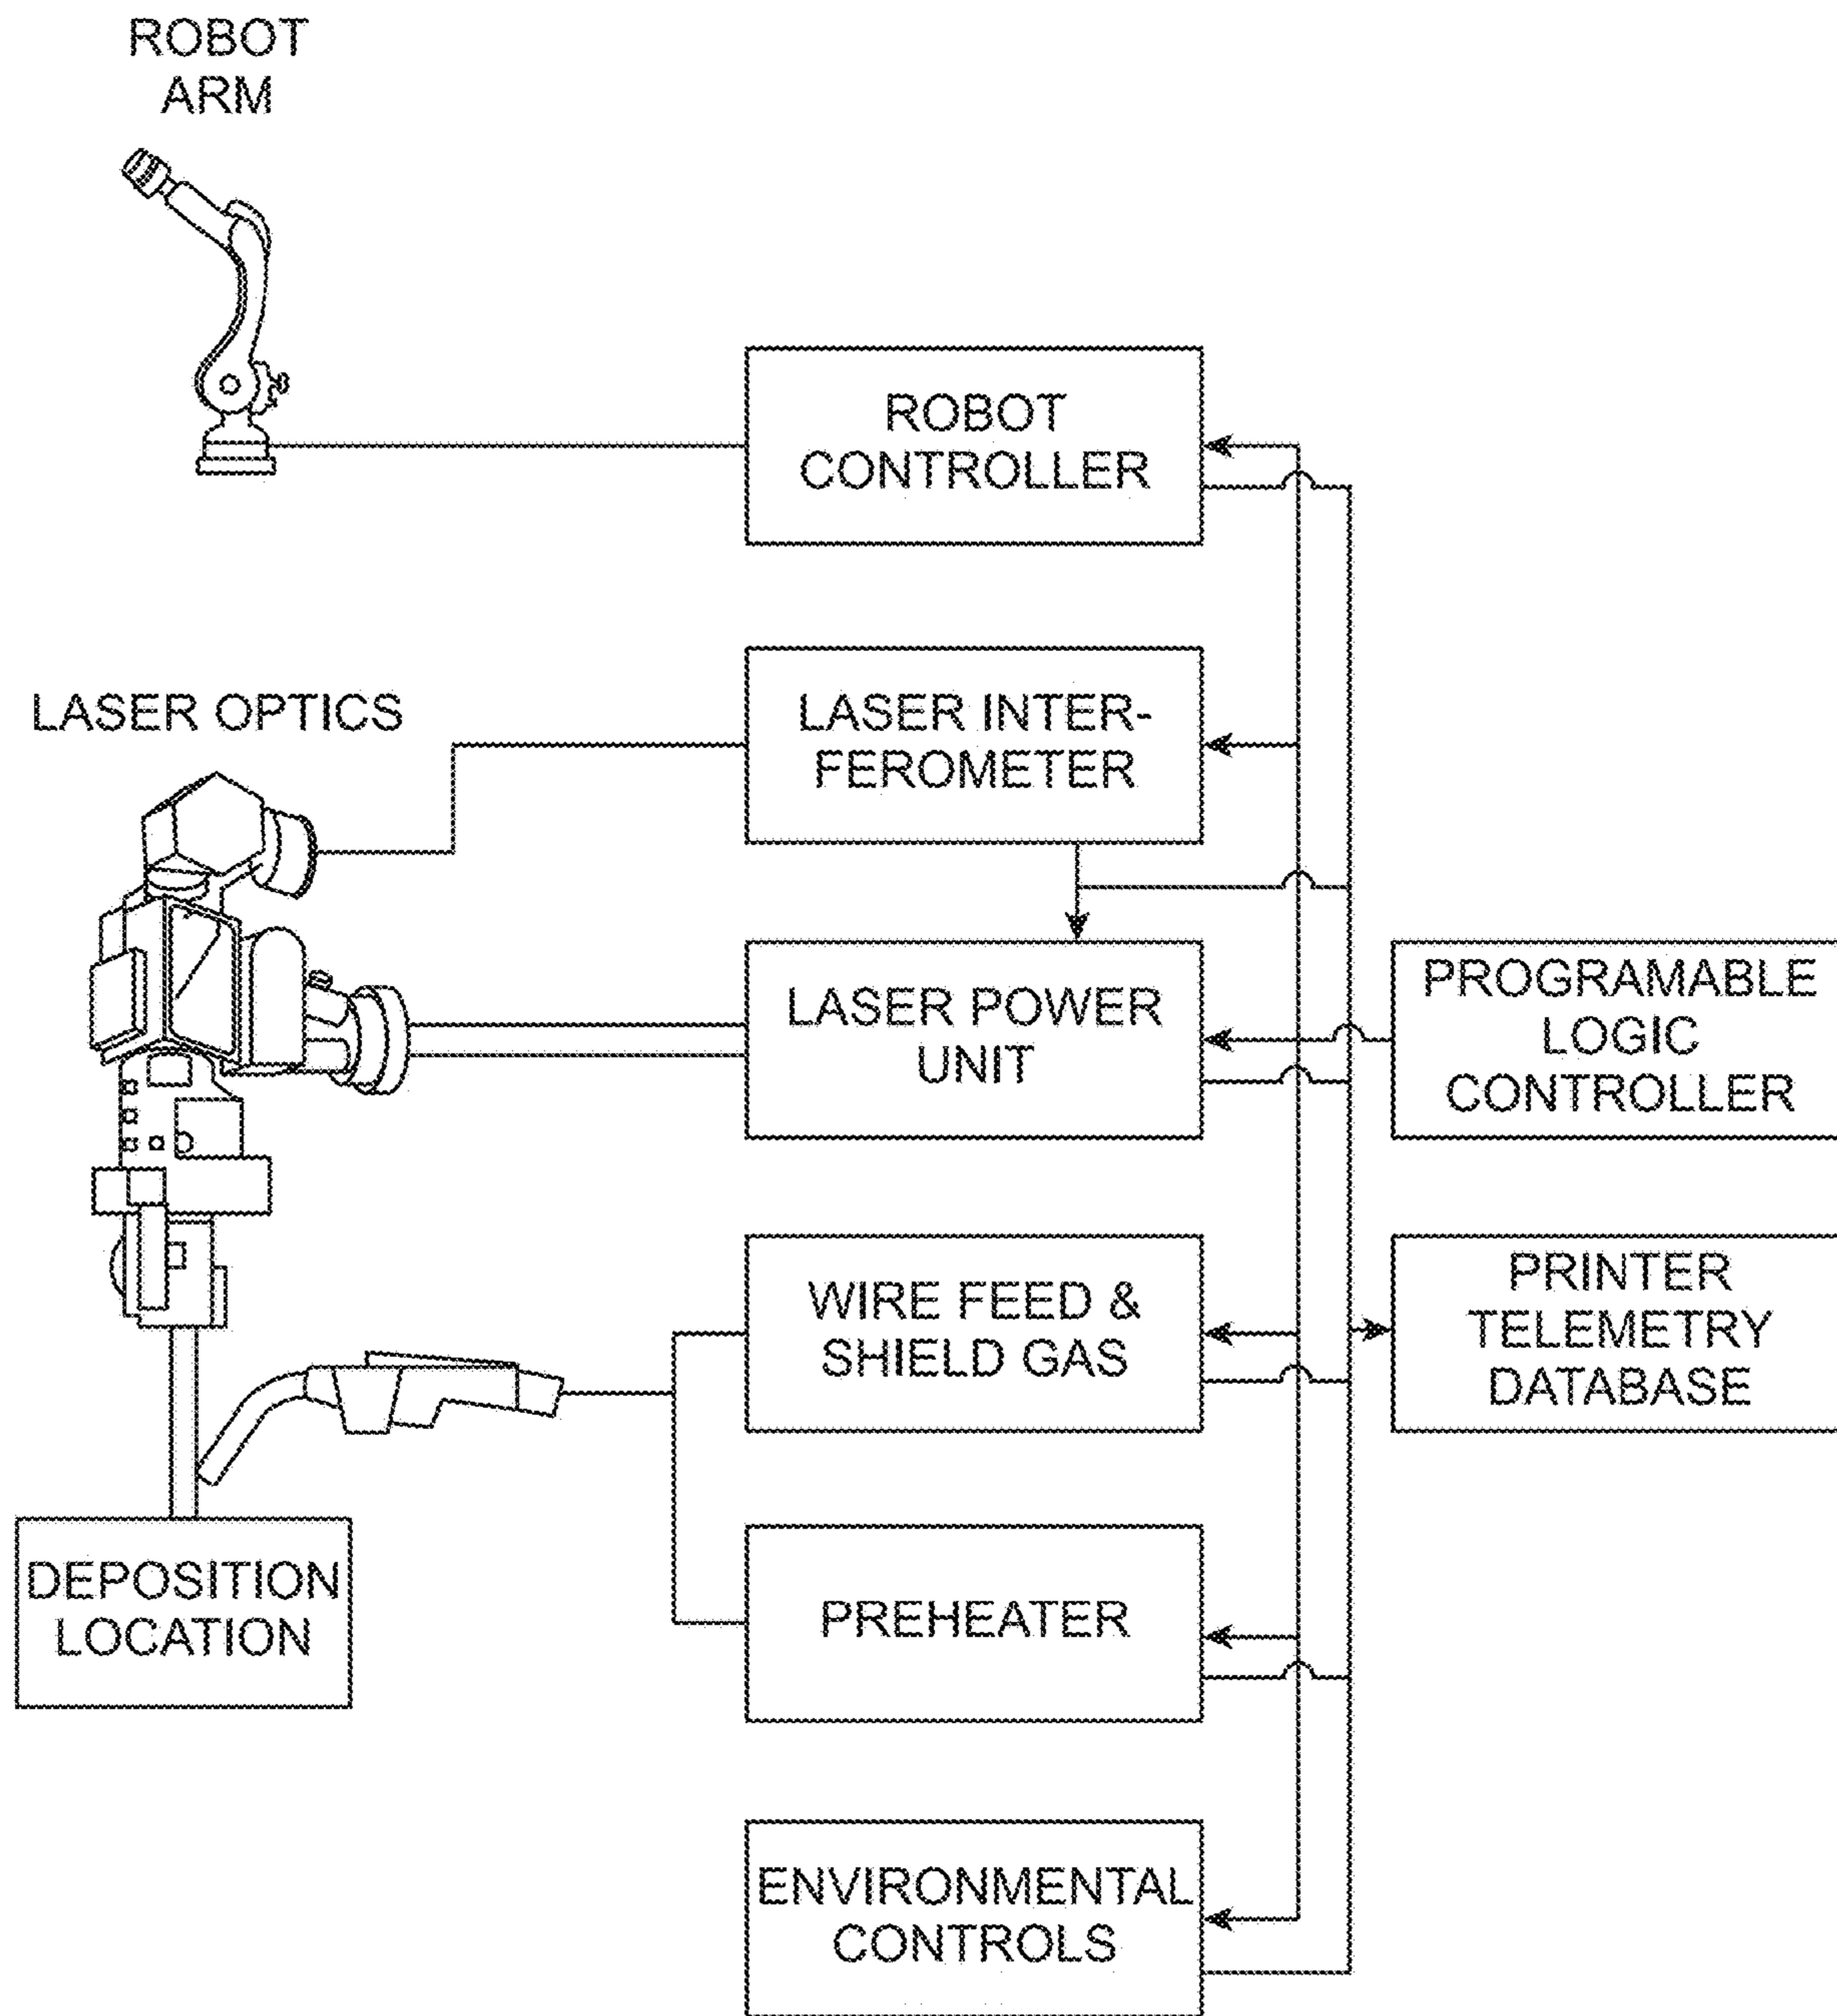 ROBOT
ARM
ROBOT
CONTROLLER
LASER OPTICS
LASER INTER-
FEROMETER
LASER POWER
UNIT
PROGRAMABLE
LOGIC
CONTROLLER
WIRE FEED &
SHIELD GAS
PRINTER
TELEMETRY
DATABASE
DEPOSITION
LOCATION
PREHEATER
ENVIRONMENTAL
CONTROLS